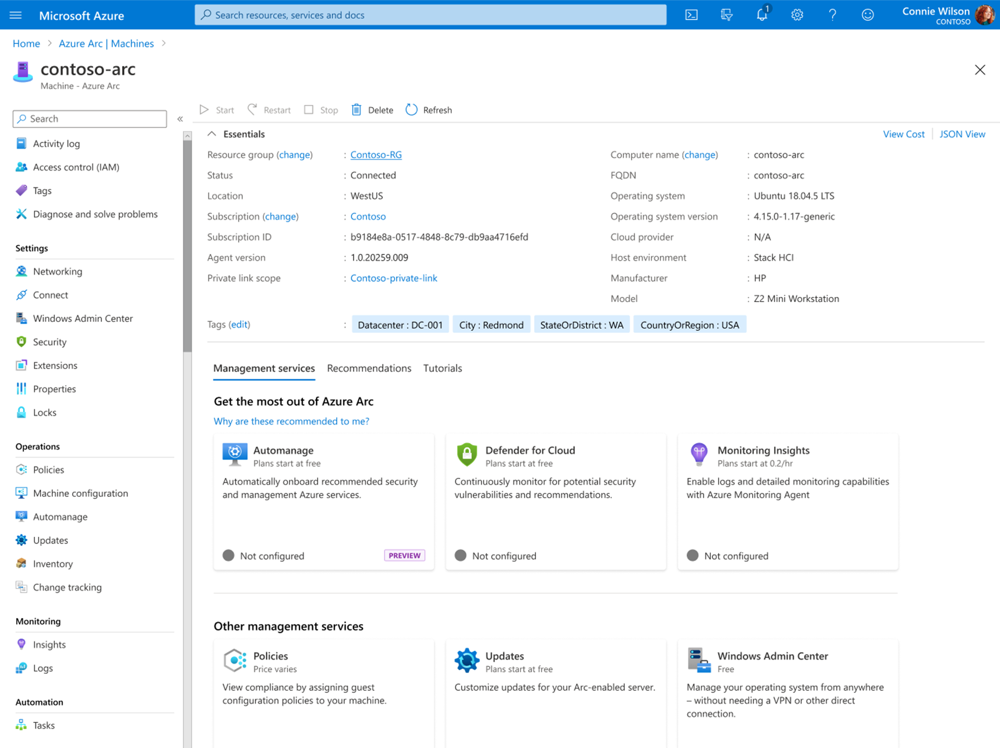 Microsoft Azure
Search resources, services and docs
1
Connie Wilson
CONTOSO
Home > Azure Arc | Machines >
contoso-arc
Machine - Azure Arc
Search
«
Activity log
Access control (IAM)
Tags
Diagnose and solve problems
Settings
Networking
Connect
Windows Admin Center
Security
Extensions
Properties
Locks
Operations
Policies
Machine configuration
Automanage
Updates
Inventory
Change tracking
Monitoring
Insights
Logs
Automation
Tasks
Start Restart Stop Delete Refresh
Essentials
View Cost | JSON View
Resource group (change) : Contoso-RG
Status : Connected
Location : WestUS
Subscription (change) : Contoso
Subscription ID : b9184e8a-0517-4848-8c79-db9aa4716efd
Agent version : 1.0.20259.009
Private link scope : Contoso-private-link
Computer name (change) : contoso-arc
FQDN : contoso-arc
Operating system : Ubuntu 18.04.5 LTS
Operating system version : 4.15.0-1.17-generic
Cloud provider : N/A
Host environment : Stack HCI
Manufacturer : HP
Model : Z2 Mini Workstation
Tags (edit) : Datacenter : DC-001 City : Redmond StateOrDistrict : WA CountryOrRegion : USA
Management services Recommendations Tutorials
Get the most out of Azure Arc
Why are these recommended to me?
Automanage
Plans start at free
Automatically onboard recommended security
and management Azure services.
Not configured PREVIEW
Defender for Cloud
Plans start at free
Continuously monitor for potential security
vulnerabilities and recommendations.
Not configured
Monitoring Insights
Plans start at 0.2/hr
Enable logs and detailed monitoring capabilities
with Azure Monitoring Agent
Not configured
Other management services
Policies
Price varies
View compliance by assigning guest
configuration policies to your machine.
Updates
Plans start at free
Customize updates for your Arc-enabled server.
Windows Admin Center
Free
Manage your operating system from anywhere
– without needing a VPN or other direct
connection.